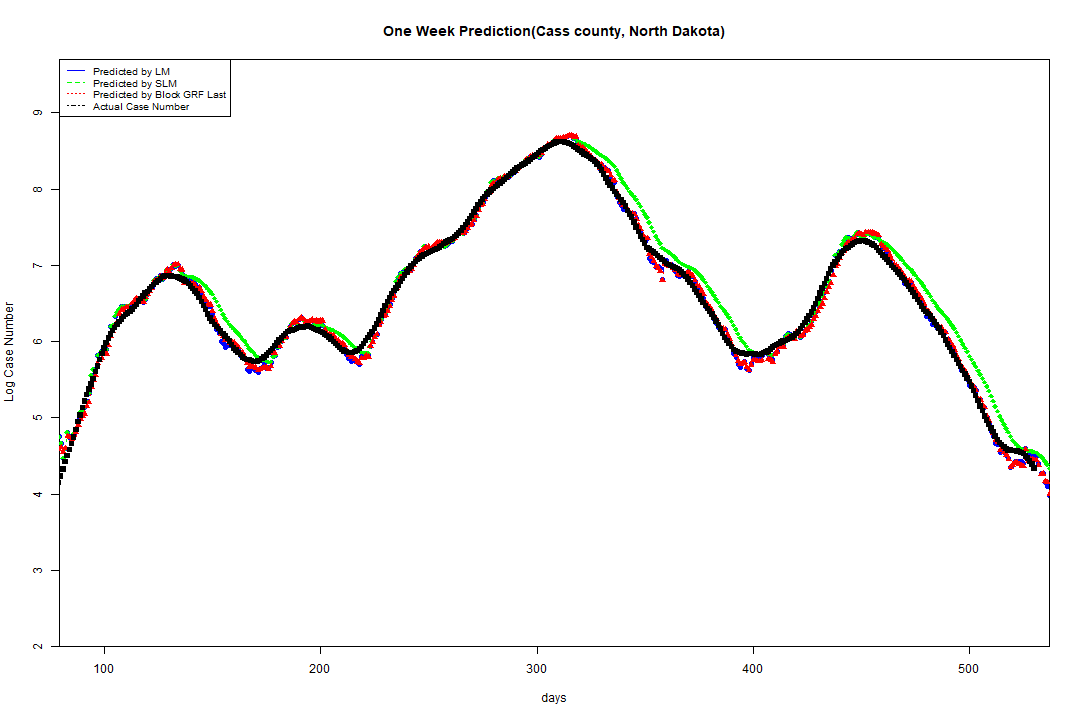 One Week Prediction(Cass county, North Dakota)
Predicted by LM
Predicted by SLM
Predicted by Block GRF Last
Actual Case Number
9
8
7
6
5
4
3
2
Log Case Number
100 200 300 400 500
days